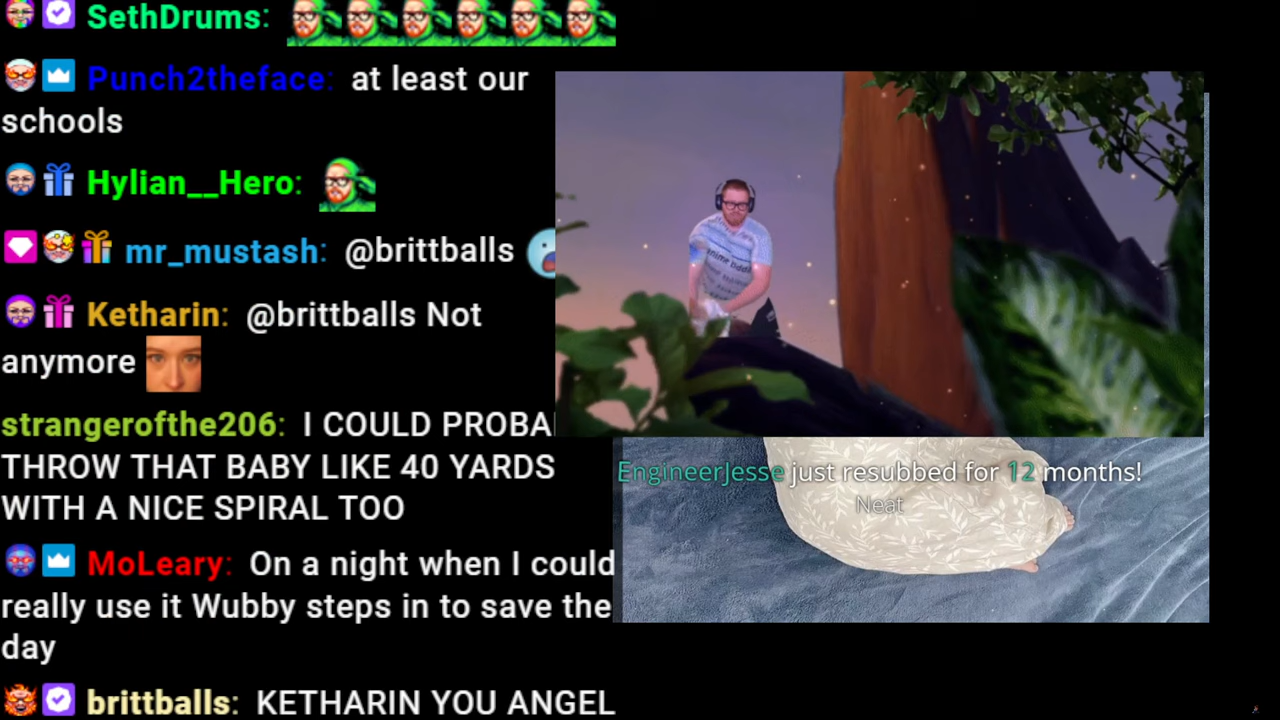 SethDrums:
Punch2theface: at least our
schools
Hylian__Hero:
mr_mustash: @brittballs
Ketharin: @brittballs Not
anymore
strangerofthe206: I COULD
THROW THAT BABY LIKE 40 YARDS
WITH A NICE SPIRAL TOO
MoLeary: On a night when I could
really use it Wubby steps in to save the
day
brittballs: KETHARIN YOU ANGEL
EngineerJesse just resubbed for 12 months!
Neat